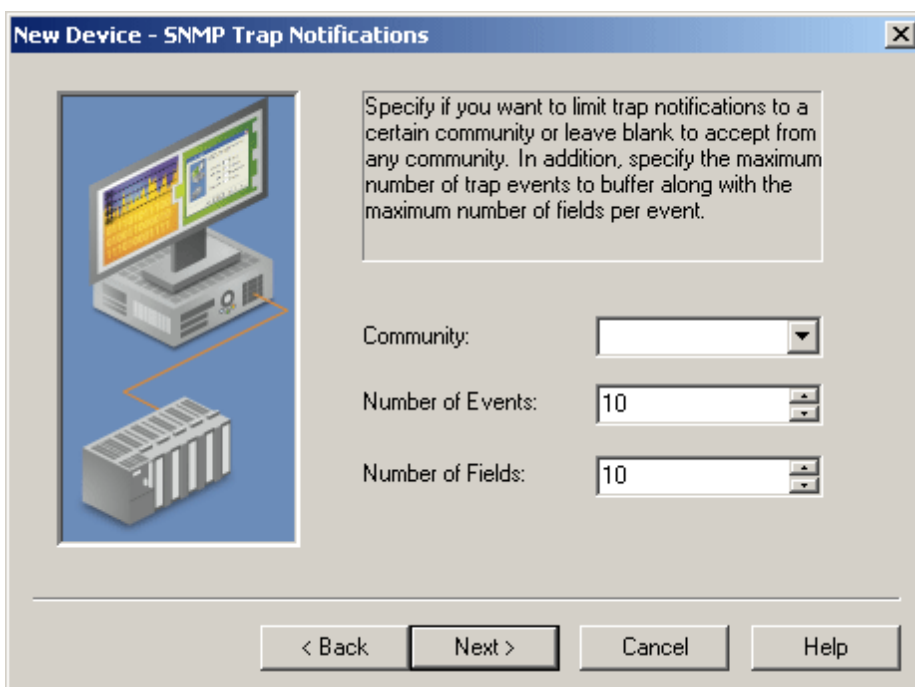 New Device - SNMP Trap Notifications
Specify if you want to limit trap notifications to a
certain community or leave blank to accept from
any community. In addition, specify the maximum
number of trap events to buffer along with the
maximum number of fields per event.
Community:
Number of Events: 10
Number of Fields: 10
< Back Next > Cancel Help